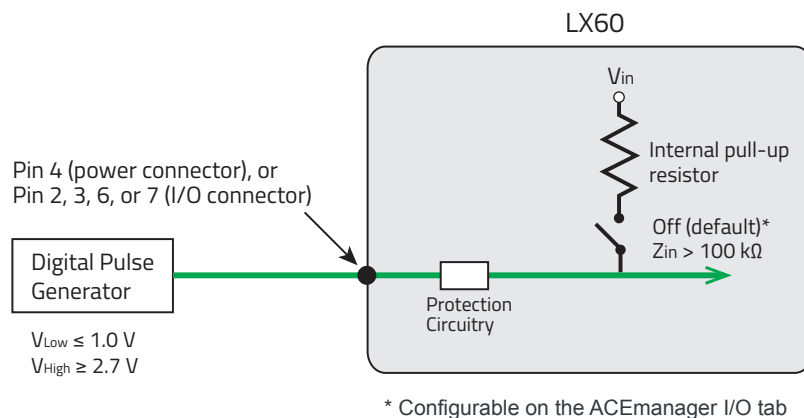 LX60
Vin
Internal pull-up
resistor
Off (default)*
Zin > 100 kΩ
Pin 4 (power connector), or
Pin 2, 3, 6, or 7 (I/O connector)
Digital Pulse
Generator
Protection
Circuitry
VLow ≤ 1.0 V
VHigh ≥ 2.7 V
* Configurable on the ACEmanager I/O tab